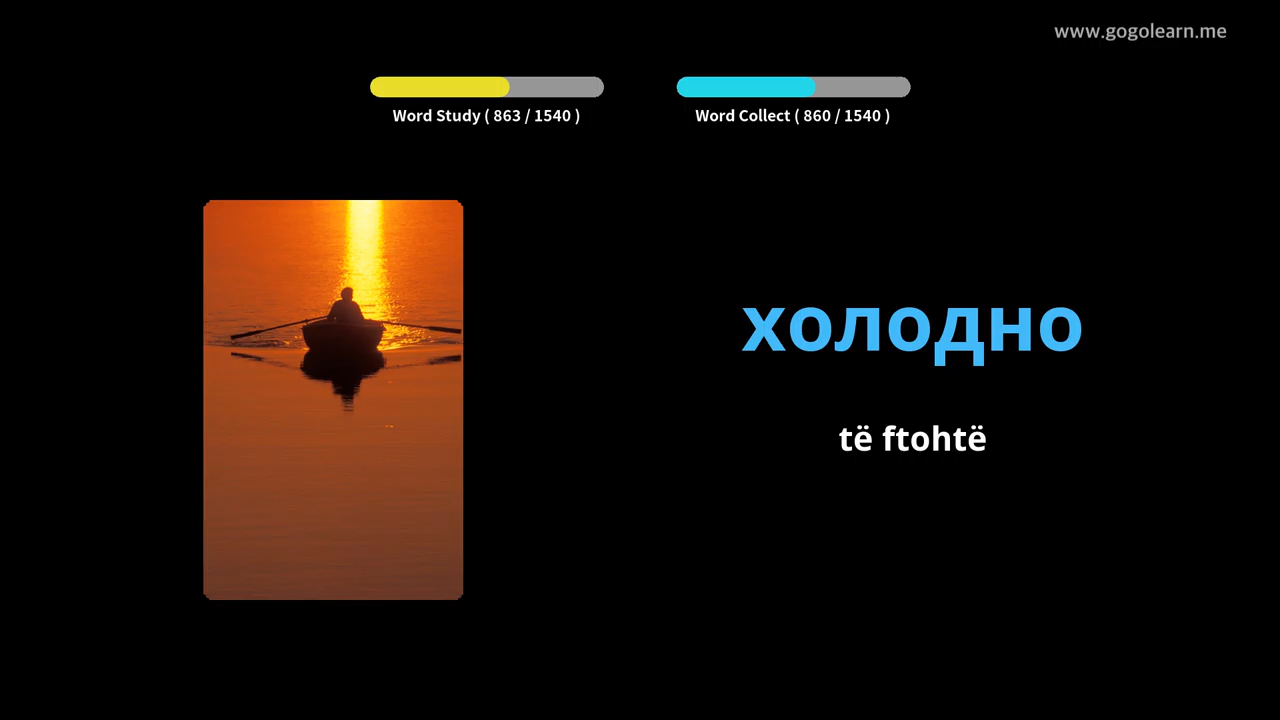 www.gogolearn.me
Word Study ( 863 / 1540 )
Word Collect ( 860 / 1540 )
холодно
të ftohtë